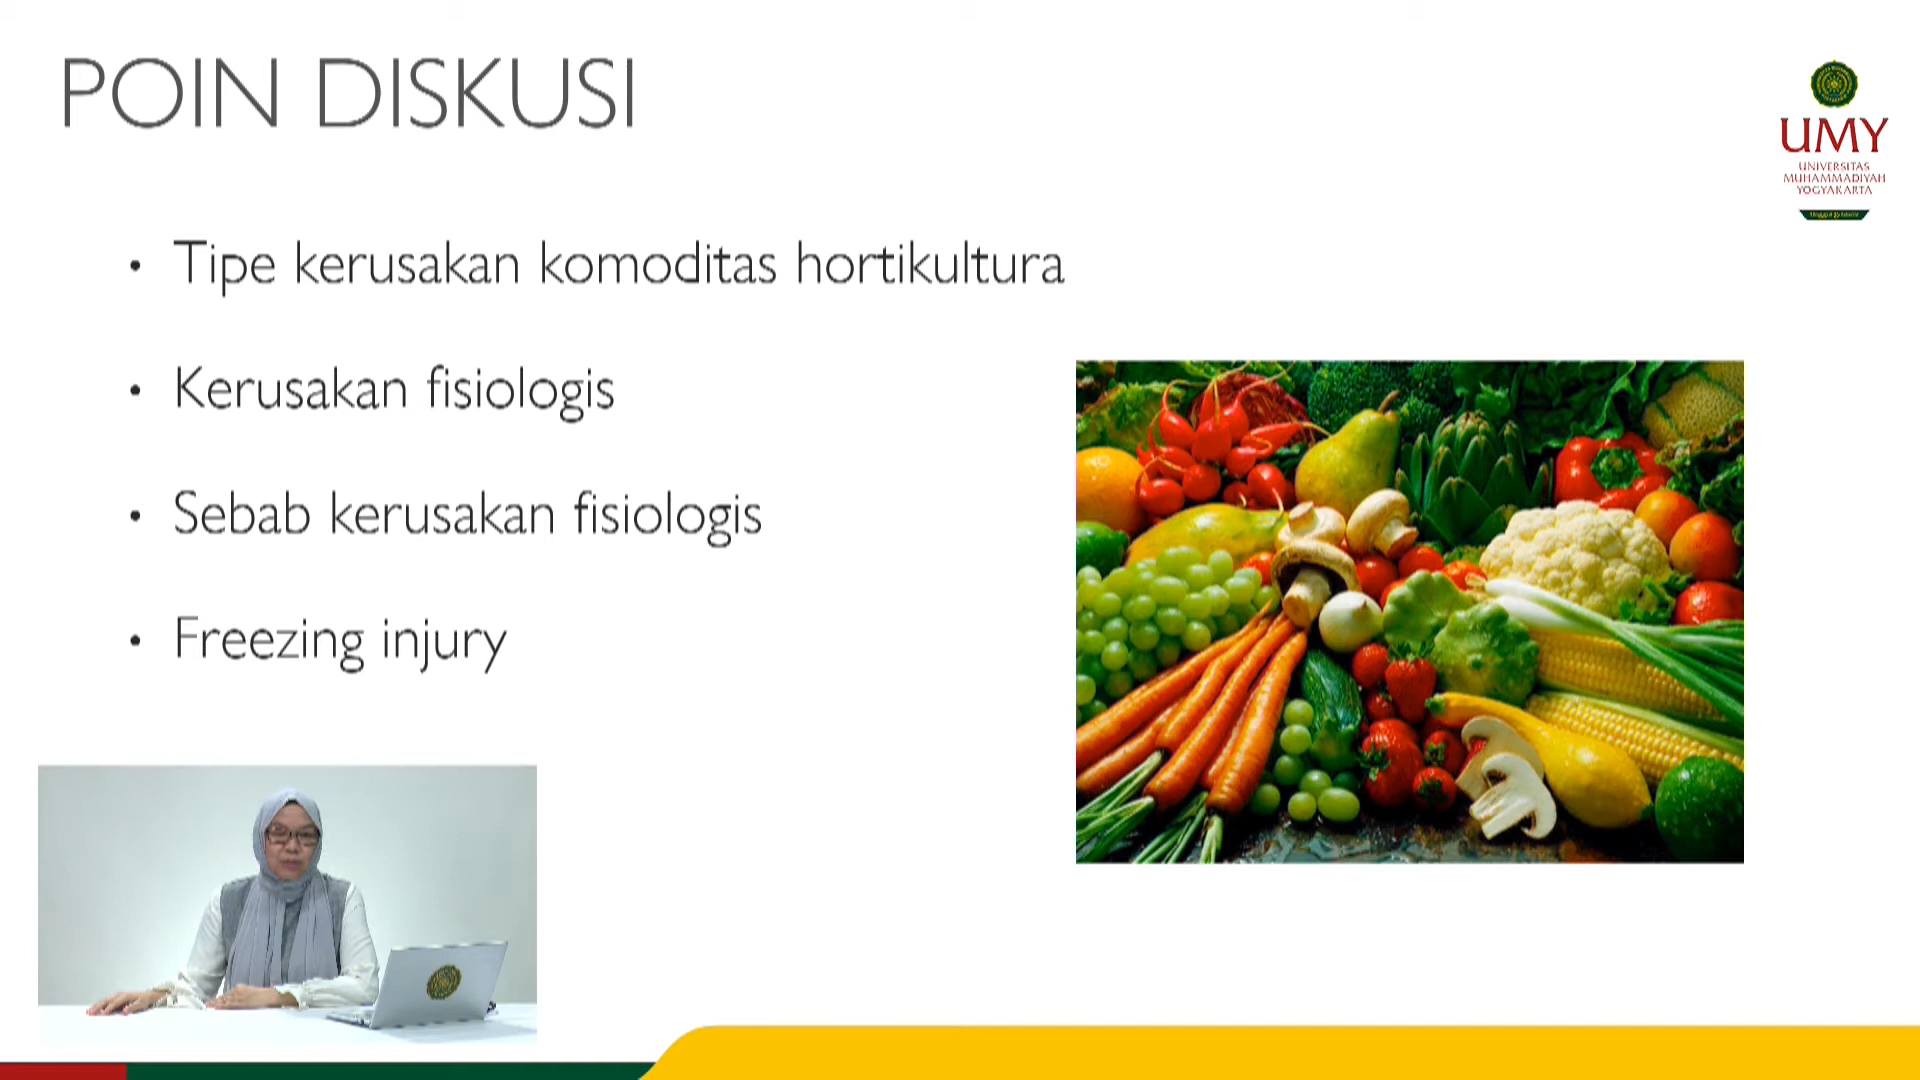 POIN DISKUSI
UMY
UNIVERSITAS
MUHAMMADIYAH
YOGYAKARTA
• Tipe kerusakan komoditas hortikultura
• Kerusakan fisiologis
• Sebab kerusakan fisiologis
• Freezing injury